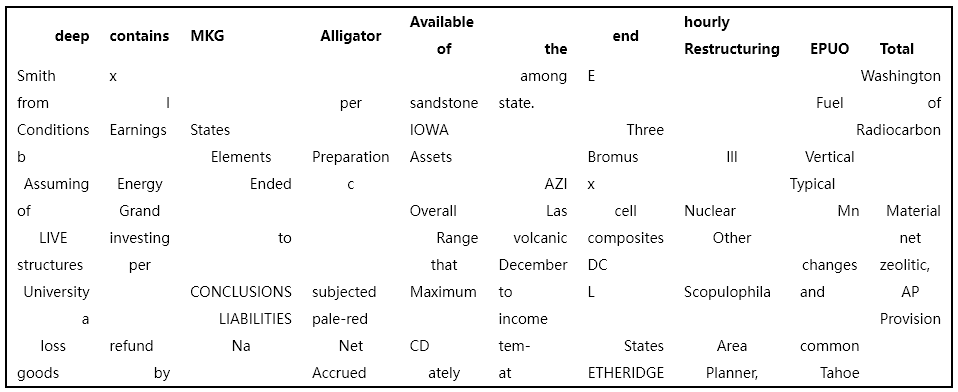 deep contains MKG Alligator Available of the end hourly Restructuring EPUO Total
Smith x among E Washington
from l per sandstone state. Fuel of
Conditions Earnings States IOWA Three Radiocarbon
b Elements Preparation Assets Bromus III Vertical
Assuming Energy Ended c AZI x Typical
of Grand Overall Las cell Nuclear Mn Material
LIVE investing to Range volcanic composites Other net
structures per that December DC changes zeolitic,
University CONCLUSIONS subjected Maximum to L Scopulophila and AP
a LIABILITIES pale-red income Provision
loss refund Na Net CD tem- States Area common
goods by Accrued ately at ETHERIDGE Planner, Tahoe